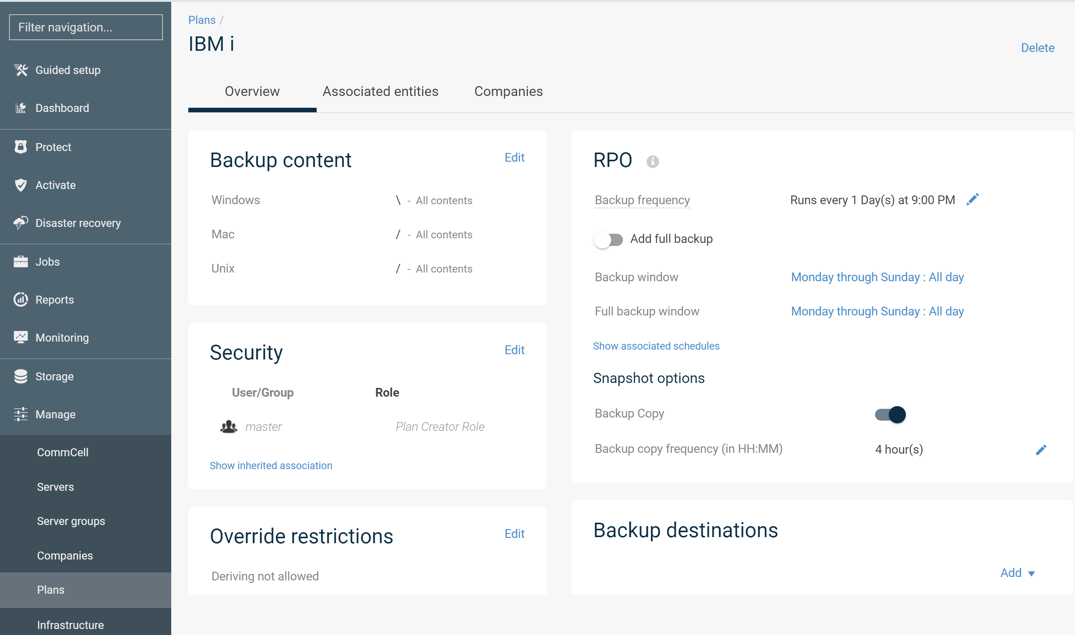 Filter navigation...
Guided setup
Dashboard
Protect
Activate
Disaster recovery
Jobs
Reports
Monitoring
Storage
Manage
CommCell
Servers
Server groups
Companies
Plans
Infrastructure
Plans /
IBM i
Delete
Overview Associated entities Companies
Backup content Edit
Windows \ - All contents
Mac / - All contents
Unix / - All contents
Security Edit
User/Group Role
master Plan Creator Role
Show inherited association
Override restrictions Edit
Deriving not allowed
RPO
Backup frequency Runs every 1 Day(s) at 9:00 PM
Add full backup
Backup window Monday through Sunday : All day
Full backup window Monday through Sunday : All day
Show associated schedules
Snapshot options
Backup Copy
Backup copy frequency (in HH:MM) 4 hour(s)
Backup destinations
Add